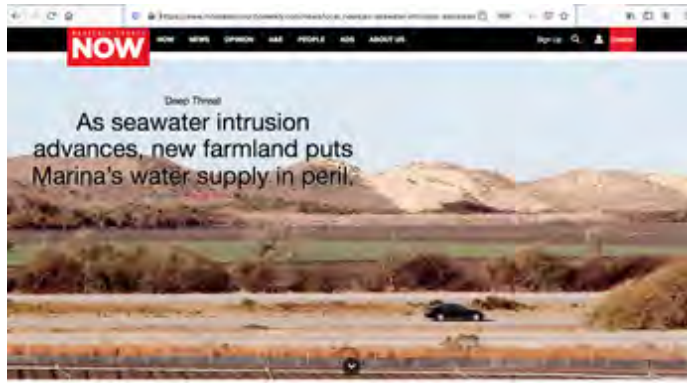 NOW
NOW NEWS OPINION A&E PEOPLE ADS ABOUT US
Sign Up
Deep Threat
As seawater intrusion
advances, new farmland puts
Marina's water supply in peril.